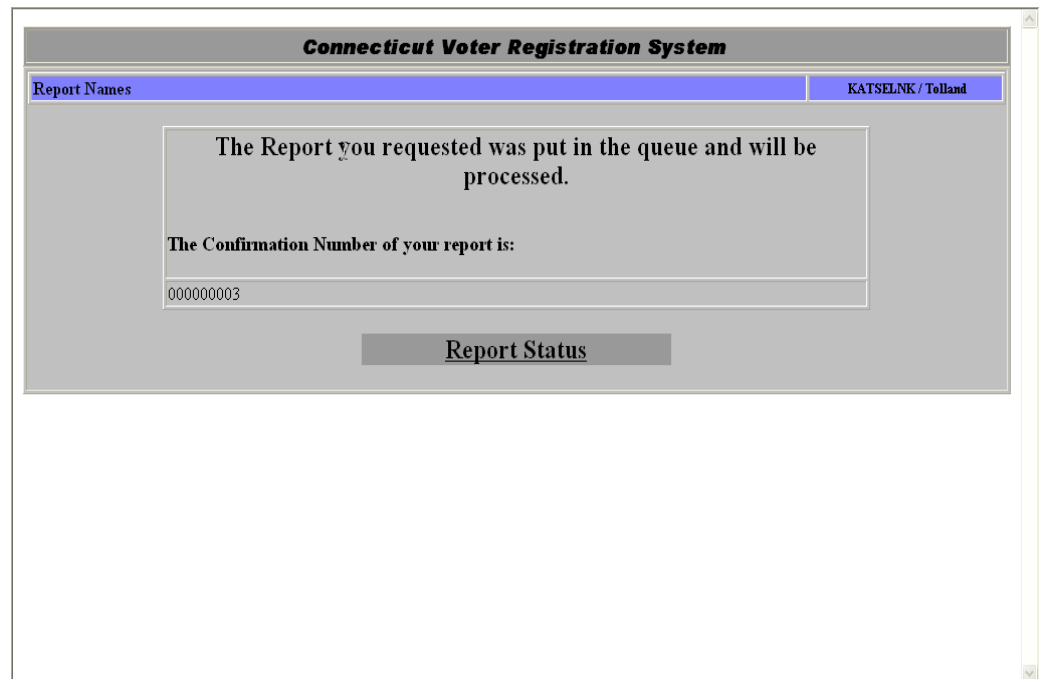 Connecticut Voter Registration System
Report Names
KATSELNK / Tolland
The Report you requested was put in the queue and will be
processed.
The Confirmation Number of your report is:
000000003
Report Status